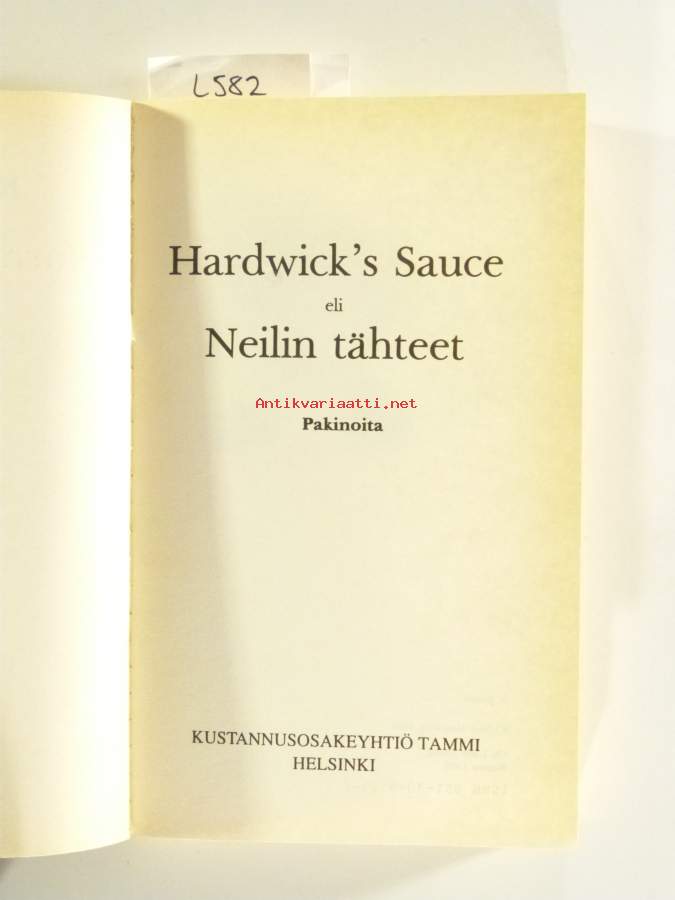 L582
Hardwick's Sauce
eli
Neilin tähteet
Antikvariaatti.net
Pakinoita
KUSTANNUSOSAKEYHTIÖ TAMMI
HELSINKI